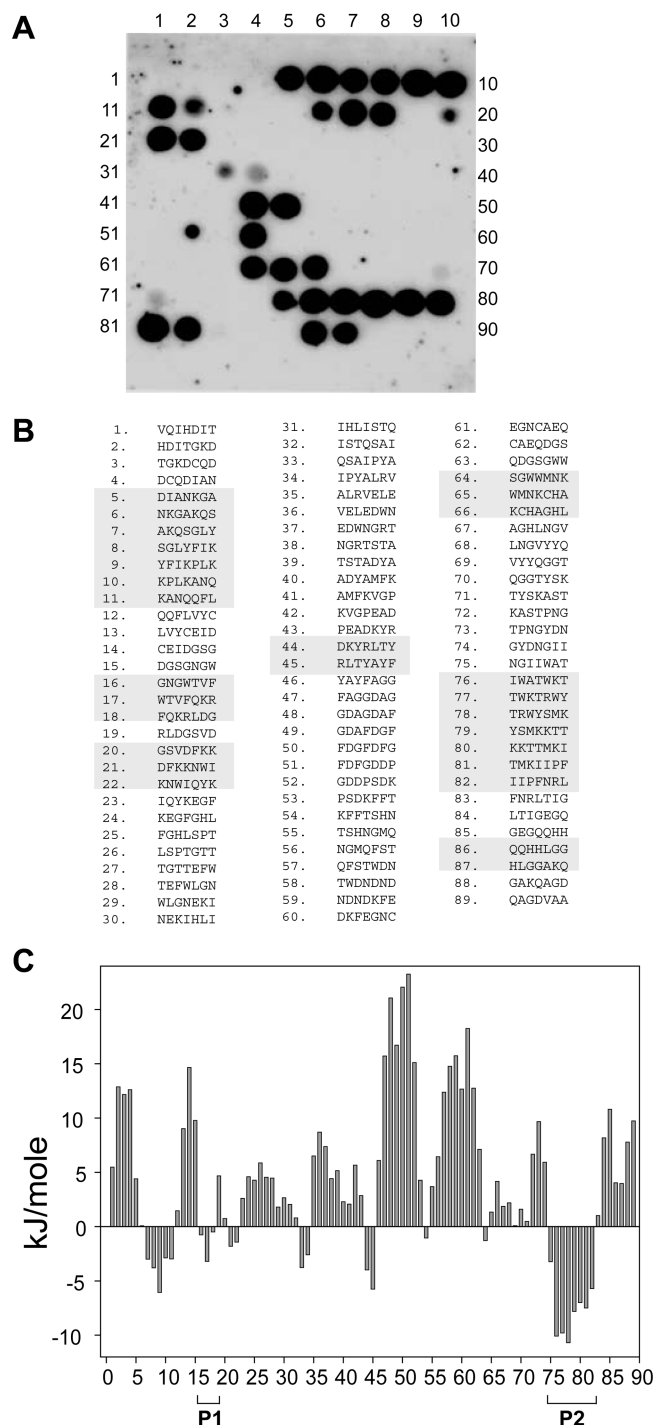 A
1 2 3 4 5 6 7 8 9 10
1 10
11 20
21 30
31 40
41 50
51 60
61 70
71 80
81 90
B
1. VQIHDIT
2. HDITGKD
3. TGKDCQD
4. DCQDIAN
5. DIANKGA
6. NKGAKQS
7. AKQSGLY
8. SGLYFIK
9. YFIKPLK
10. KPLKANQ
11. KANQQFL
12. QQFLVYC
13. LVYCEID
14. CEIDGSG
15. DGSGNGW
16. GNGWTVF
17. WTVFQKR
18. FQKRLDG
19. RLDGSVD
20. GSVDFKK
21. DFKKNWI
22. KNWIQYK
23. IQYKEGF
24. KEGFGHL
25. FGHLSPT
26. LSPTGTT
27. TGTTEFW
28. TEFWLGN
29. WLGNEKI
30. NEKIHLI
31. IHLISTQ
32. ISTQSAI
33. QSAIPYA
34. IPYALRV
35. ALRVELE
36. VELEDWN
37. EDWNGRT
38. NGRTSTA
39. TSTADYA
40. ADYAMFK
41. AMFKVGP
42. KVGPEAD
43. PEADKYR
44. DKYRLTY
45. RLTYAYF
46. YAYFAGG
47. FAGGDAG
48. GDAGDAF
49. GDAFDGF
50. FDGFDFG
51. FDFGDDP
52. GDDPSDK
53. PSDKFFT
54. KFFTSHN
55. TSHNGMQ
56. NGMQFST
57. QFSTWDN
58. TWDNDND
59. NDNDKFE
60. DKFEGNC
61. EGNCAEQ
62. CAEQDGS
63. QDGSGWW
64. SGWWMNK
65. WMNKCHA
66. KCHAGHL
67. AGHLNGV
68. LNGVYYQ
69. VYYQGGT
70. QGGTYSK
71. TYSKAST
72. KASTPNG
73. TPNGYDN
74. GYDNGII
75. NGIIWAT
76. IWATWKT
77. TWKTRWY
78. TRWYSMK
79. YSMKKTT
80. KKTTMKI
81. TMKIIPF
82. IIPFNRL
83. FNRLTIG
84. LTIGEGQ
85. GEGQQHH
86. QQHHLGG
87. HLGGAKQ
88. GAKQAGD
89. QAGDVAA
C
kJ/mole
20
15
10
5
0
-5
-10
0 5 10 15 20 25 30 35 40 45 50 55 60 65 70 75 80 85 90
P1 P2